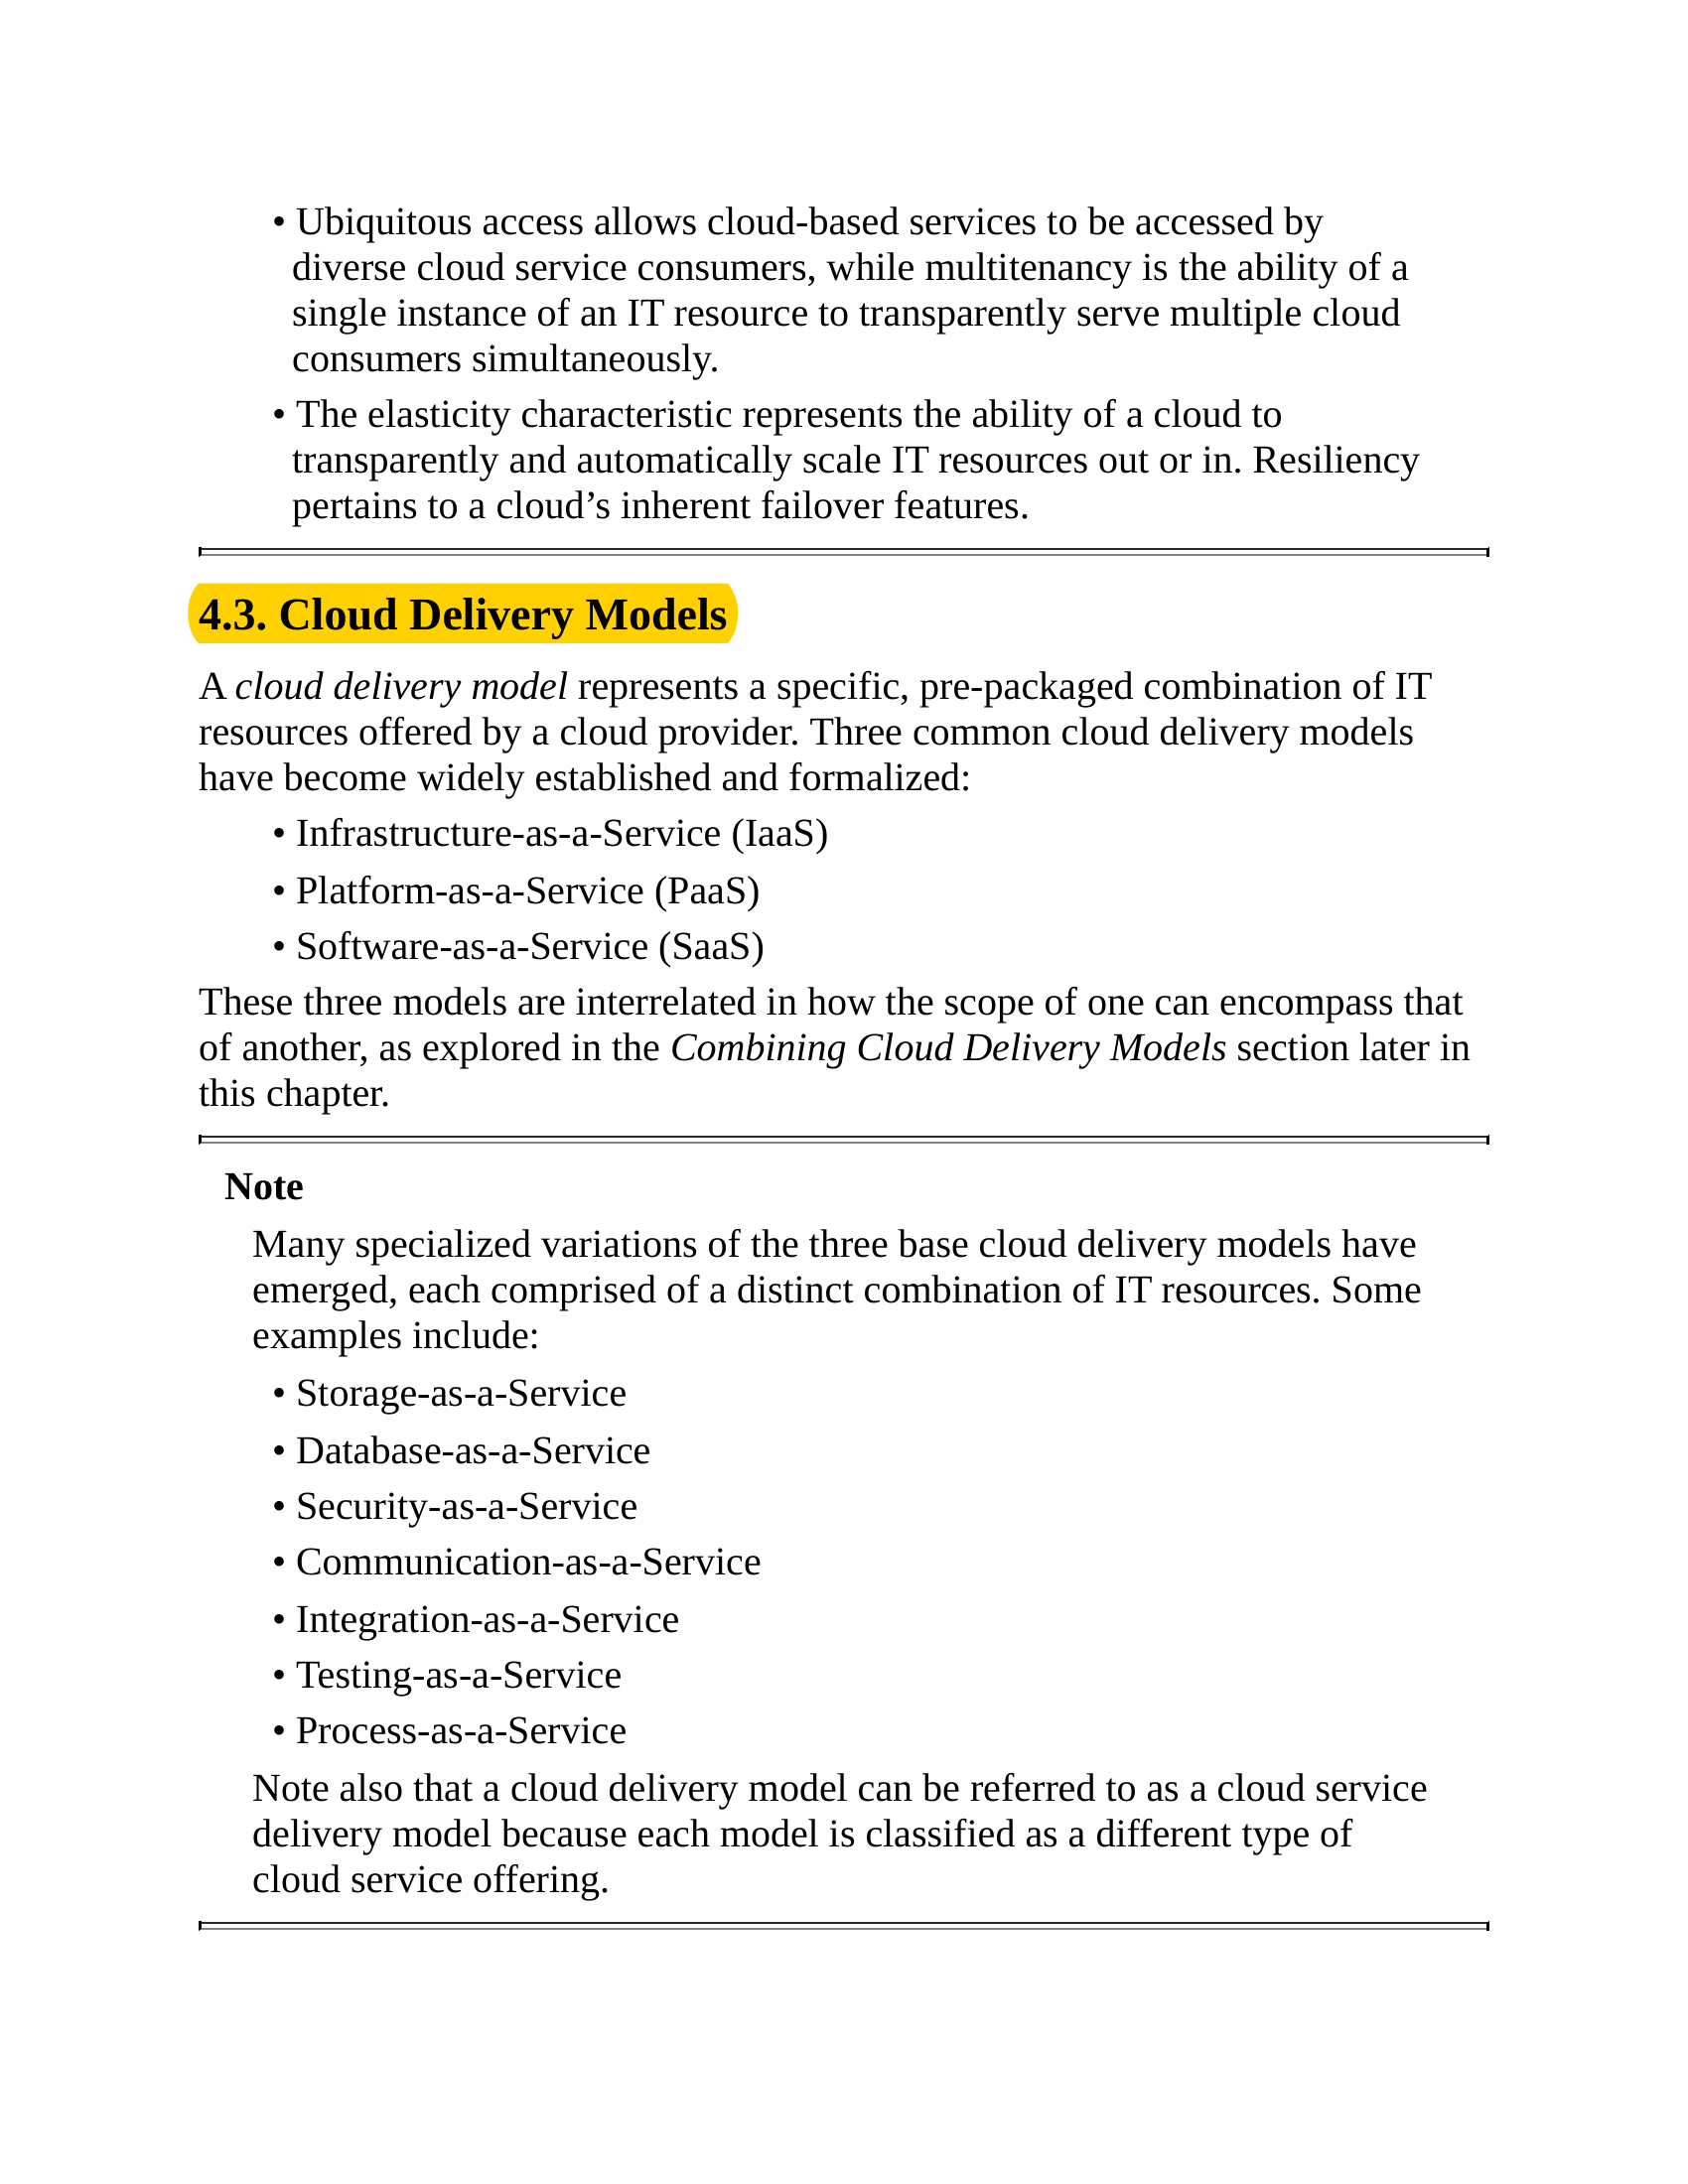 • Ubiquitous access allows cloud-based services to be accessed by
diverse cloud service consumers, while multitenancy is the ability of a
single instance of an IT resource to transparently serve multiple cloud
consumers simultaneously.
• The elasticity characteristic represents the ability of a cloud to
transparently and automatically scale IT resources out or in. Resiliency
pertains to a cloud’s inherent failover features.
4.3. Cloud Delivery Models
A cloud delivery model represents a specific, pre-packaged combination of IT
resources offered by a cloud provider. Three common cloud delivery models
have become widely established and formalized:
• Infrastructure-as-a-Service (IaaS)
• Platform-as-a-Service (PaaS)
• Software-as-a-Service (SaaS)
These three models are interrelated in how the scope of one can encompass that
of another, as explored in the Combining Cloud Delivery Models section later in
this chapter.
Note
Many specialized variations of the three base cloud delivery models have
emerged, each comprised of a distinct combination of IT resources. Some
examples include:
• Storage-as-a-Service
• Database-as-a-Service
• Security-as-a-Service
• Communication-as-a-Service
• Integration-as-a-Service
• Testing-as-a-Service
• Process-as-a-Service
Note also that a cloud delivery model can be referred to as a cloud service
delivery model because each model is classified as a different type of
cloud service offering.